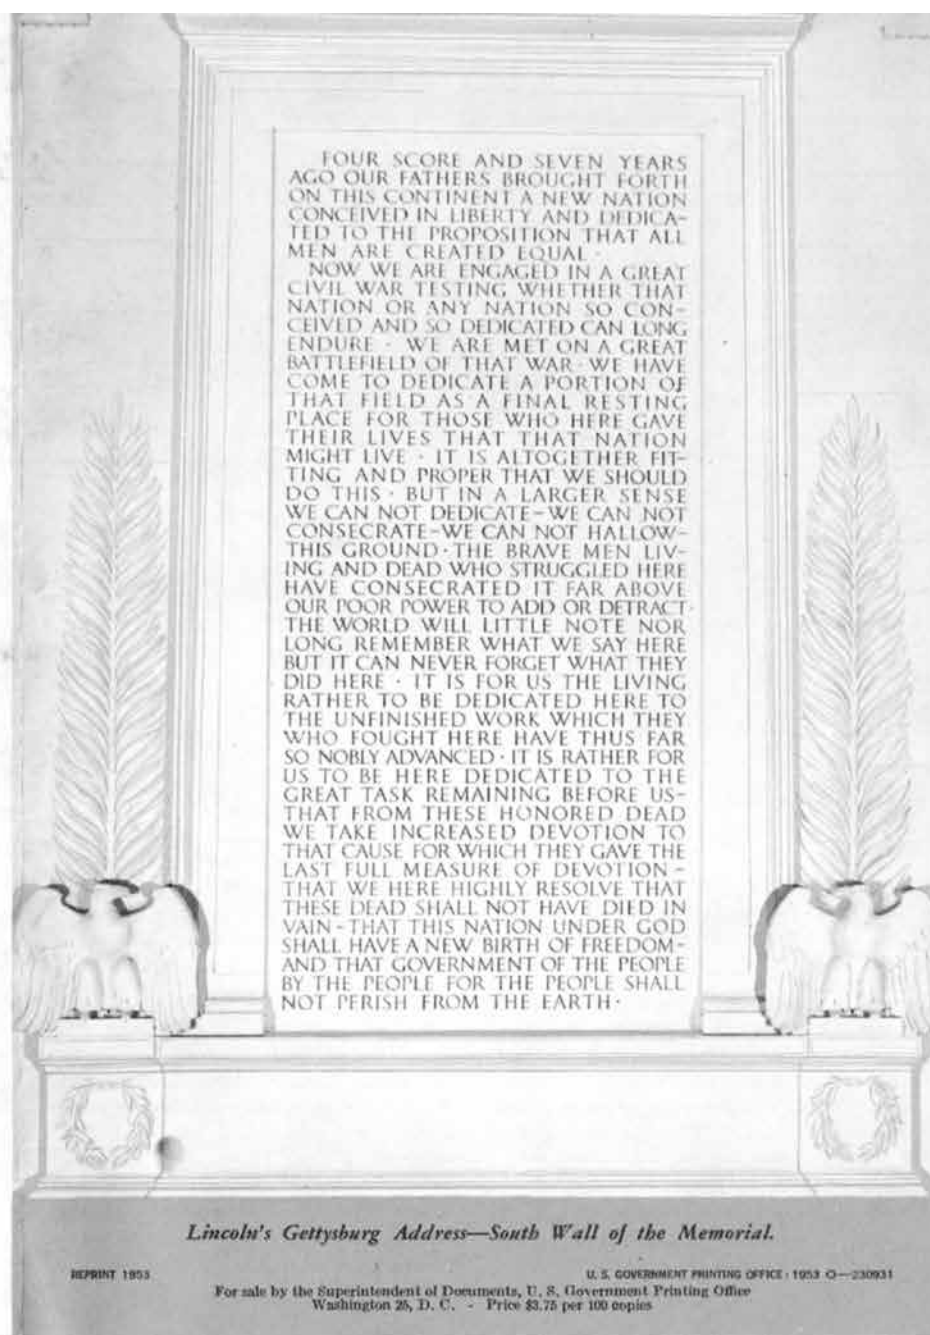 FOUR SCORE AND SEVEN YEARS
AGO OUR FATHERS BROUGHT FORTH
ON THIS CONTINENT A NEW NATION
CONCEIVED IN LIBERTY AND DEDICA-
TED TO THE PROPOSITION THAT ALL
MEN ARE CREATED EQUAL ·
NOW WE ARE ENGAGED IN A GREAT
CIVIL WAR TESTING WHETHER THAT
NATION OR ANY NATION SO CON-
CEIVED AND SO DEDICATED CAN LONG
ENDURE · WE ARE MET ON A GREAT
BATTLEFIELD OF THAT WAR · WE HAVE
COME TO DEDICATE A PORTION OF
THAT FIELD AS A FINAL RESTING
PLACE FOR THOSE WHO HERE GAVE
THEIR LIVES THAT THAT NATION
MIGHT LIVE · IT IS ALTOGETHER FIT-
TING AND PROPER THAT WE SHOULD
DO THIS · BUT IN A LARGER SENSE
WE CAN NOT DEDICATE-WE CAN NOT
CONSECRATE-WE CAN NOT HALLOW-
THIS GROUND · THE BRAVE MEN LIV-
ING AND DEAD WHO STRUGGLED HERE
HAVE CONSECRATED IT FAR ABOVE
OUR POOR POWER TO ADD OR DETRACT·
THE WORLD WILL LITTLE NOTE NOR
LONG REMEMBER WHAT WE SAY HERE
BUT IT CAN NEVER FORGET WHAT THEY
DID HERE · IT IS FOR US THE LIVING
RATHER TO BE DEDICATED HERE TO
THE UNFINISHED WORK WHICH THEY
WHO FOUGHT HERE HAVE THUS FAR
SO NOBLY ADVANCED · IT IS RATHER FOR
US TO BE HERE DEDICATED TO THE
GREAT TASK REMAINING BEFORE US-
THAT FROM THESE HONORED DEAD
WE TAKE INCREASED DEVOTION TO
THAT CAUSE FOR WHICH THEY GAVE THE
LAST FULL MEASURE OF DEVOTION -
THAT WE HERE HIGHLY RESOLVE THAT
THESE DEAD SHALL NOT HAVE DIED IN
VAIN-THAT THIS NATION UNDER GOD
SHALL HAVE A NEW BIRTH OF FREEDOM-
AND THAT GOVERNMENT OF THE PEOPLE
BY THE PEOPLE FOR THE PEOPLE SHALL
NOT PERISH FROM THE EARTH ·
Lincoln's Gettysburg Address—South Wall of the Memorial.
REPRINT 1953
U. S. GOVERNMENT PRINTING OFFICE : 1953 O—230931
For sale by the Superintendent of Documents, U. S. Government Printing Office
Washington 25, D. C. - Price $3.75 per 100 copies